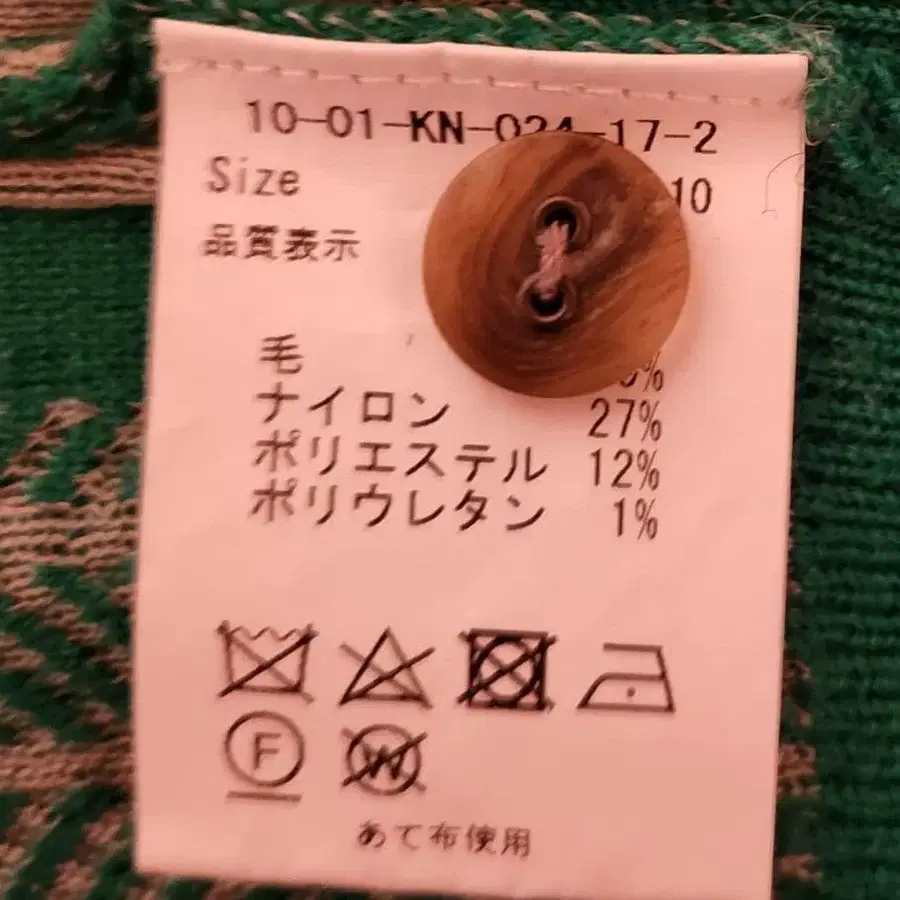 10-01-KN-024-17-2
Size 10
品質表示
毛 %
ナイロン 27%
ポリエステル 12%
ポリウレタン 1%
F
W
あて布使用